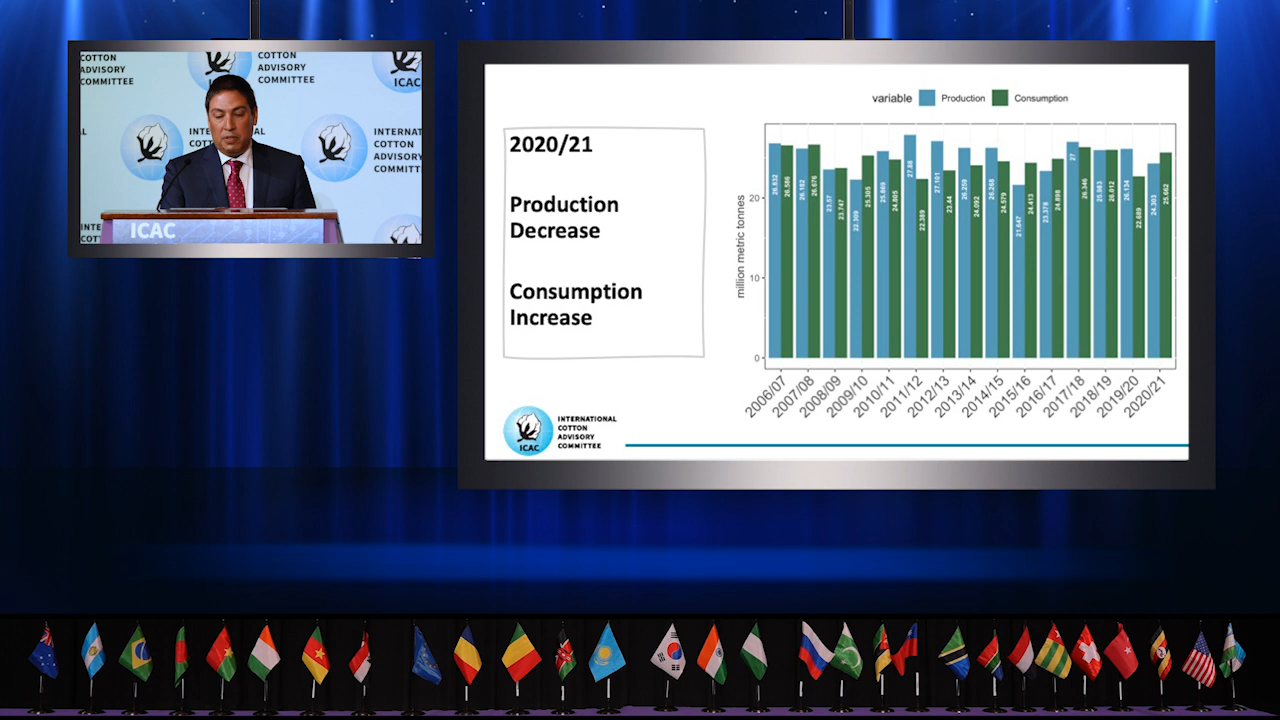 COTTON
ADVISORY
COMMITTEE
COTTON
ADVISORY
COMMITTEE
ICAC
INTERNAT
COTTON
ADVISORY
COMMITT
ICAC
2020/21
Production
Decrease
Consumption
Increase
INTERNATIONAL
COTTON
ADVISORY
COMMITTEE
ICAC
variable Production Consumption
million metric tonnes
20
10
0
26.832 26.586 26.182 26.676 23.57 23.747 22.309 25.305 25.869 24.805 27.88 22.389 27.101 23.44 26.259 24.092 26.268 24.579 21.647 24.413 23.378 24.898 27 26.346 25.983 26.012 26.134 22.689 24.303 25.662
2006/07 2007/08 2008/09 2009/10 2010/11 2011/12 2012/13 2013/14 2014/15 2015/16 2016/17 2017/18 2018/19 2019/20 2020/21